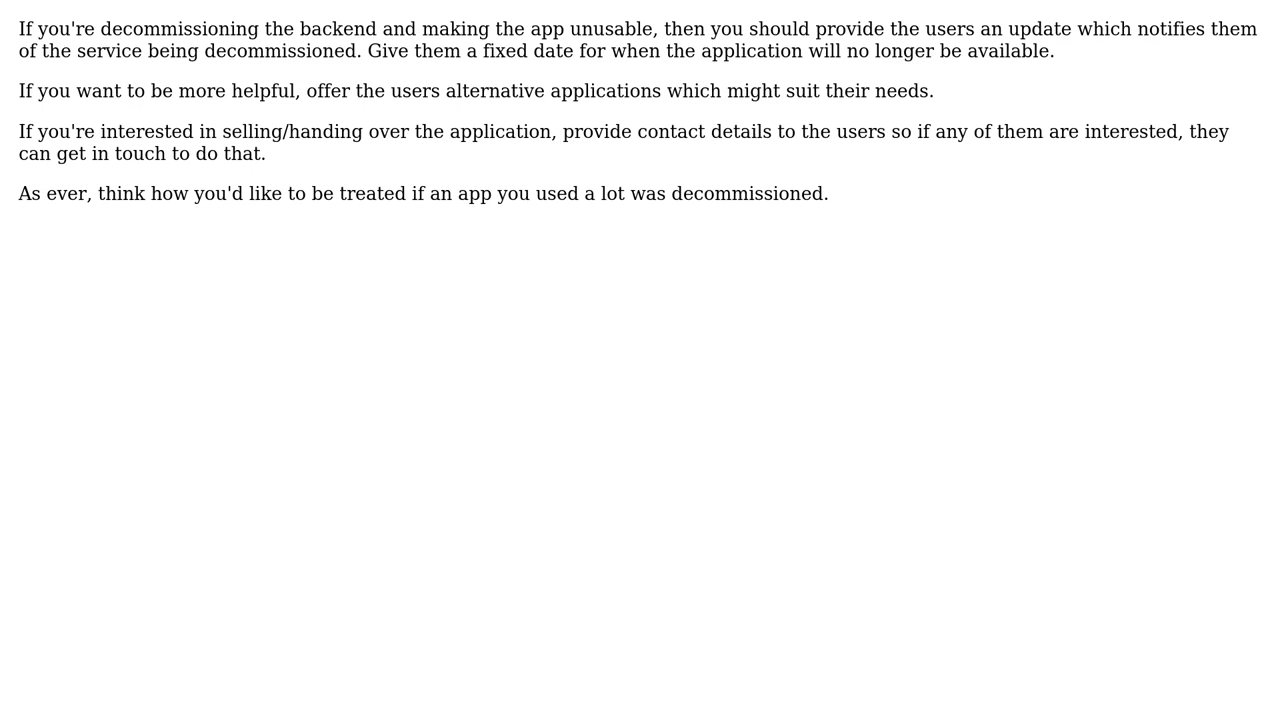 If you're decommissioning the backend and making the app unusable, then you should provide the users an update which notifies them
of the service being decommissioned. Give them a fixed date for when the application will no longer be available.
If you want to be more helpful, offer the users alternative applications which might suit their needs.
If you're interested in selling/handing over the application, provide contact details to the users so if any of them are interested, they
can get in touch to do that.
As ever, think how you'd like to be treated if an app you used a lot was decommissioned.